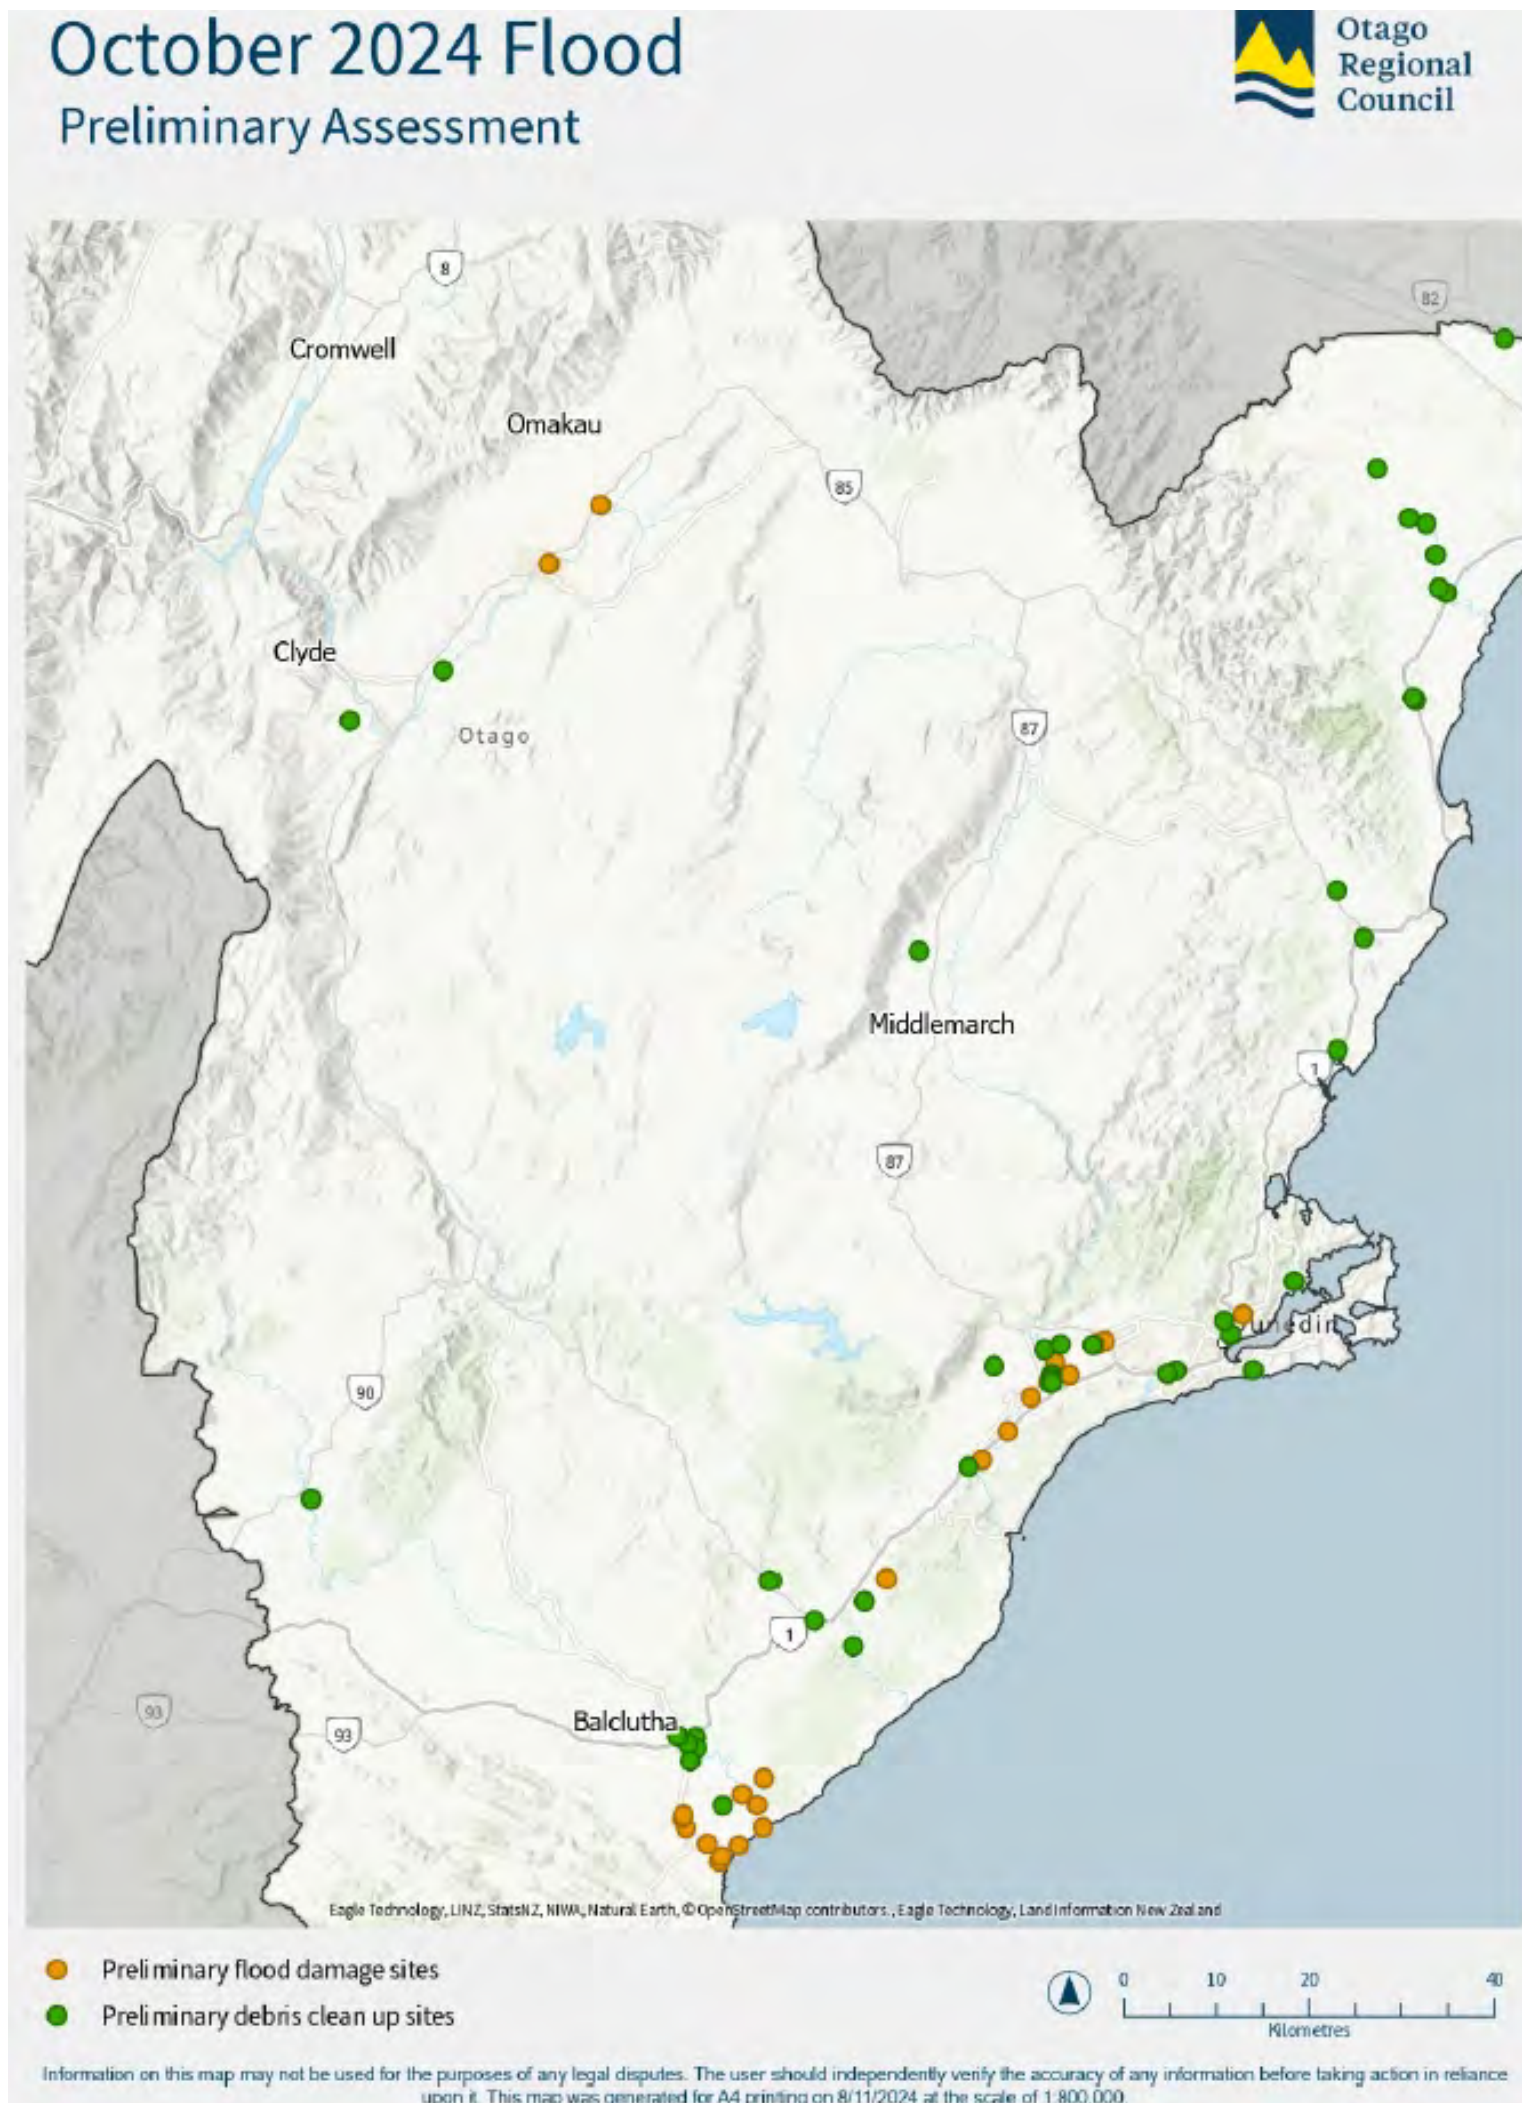 October 2024 Flood
Preliminary Assessment
Otago
Regional
Council
8
82
Cromwell
Omakau
85
Clyde
Otago
87
Middlemarch
1
87
unedin
90
1
Balclutha
93
93
Eagle Technology, LINZ, StatsNZ, NIWA, Natural Earth, © OpenStreetMap contributors., Eagle Technology, Land Information New Zealand
Preliminary flood damage sites
Preliminary debris clean up sites
0 10 20 40
Kilometres
Information on this map may not be used for the purposes of any legal disputes. The user should independently verify the accuracy of any information before taking action in reliance
upon it. This map was generated for A4 printing on 8/11/2024 at the scale of 1:800,000.